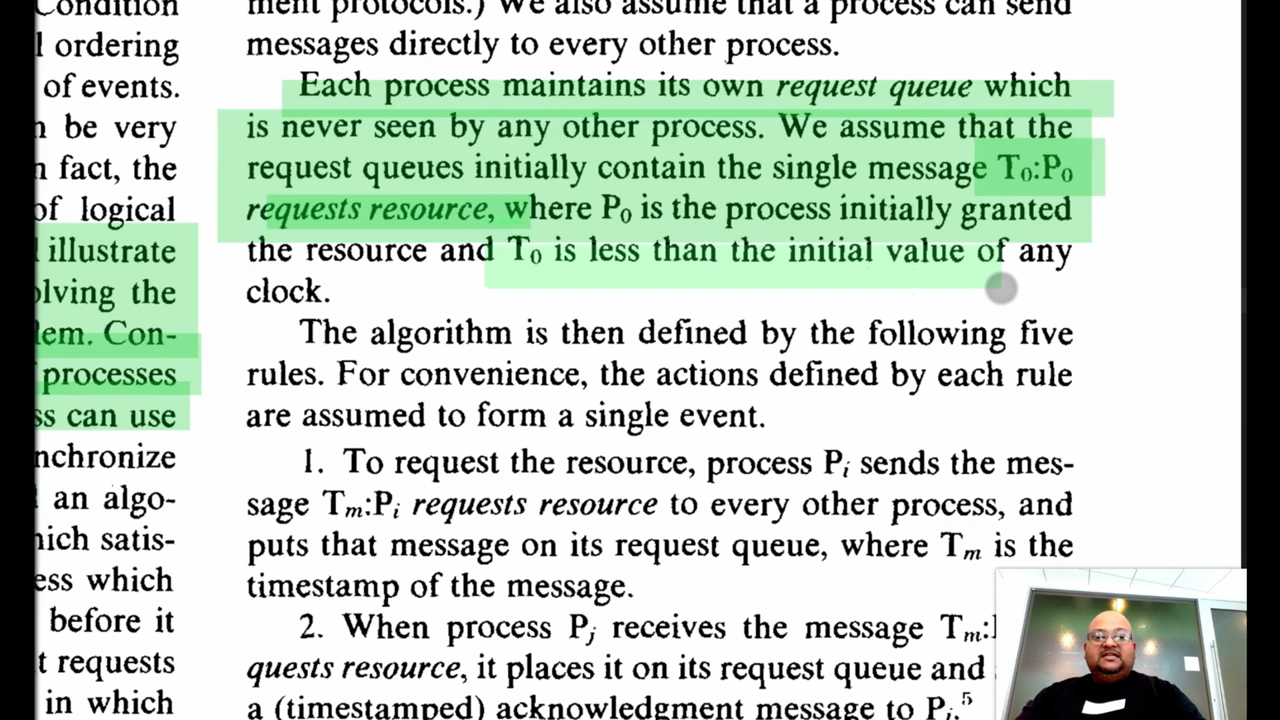 Condition
l ordering
of events.
n be very
n fact, the
of logical
illustrate
olving the
lem. Con-
processes
ss can use
nchronize
an algo-
hich satis-
ess which
before it
t requests
in which
ment protocols.) We also assume that a process can send
messages directly to every other process.
Each process maintains its own request queue which
is never seen by any other process. We assume that the
request queues initially contain the single message T₀:P₀
requests resource, where P₀ is the process initially granted
the resource and T₀ is less than the initial value of any
clock.
The algorithm is then defined by the following five
rules. For convenience, the actions defined by each rule
are assumed to form a single event.
1. To request the resource, process Pᵢ sends the mes-
sage Tₘ:Pᵢ requests resource to every other process, and
puts that message on its request queue, where Tₘ is the
timestamp of the message.
2. When process Pⱼ receives the message Tₘ:
quests resource, it places it on its request queue and
a (timestamped) acknowledgment message to Pᵢ.⁵